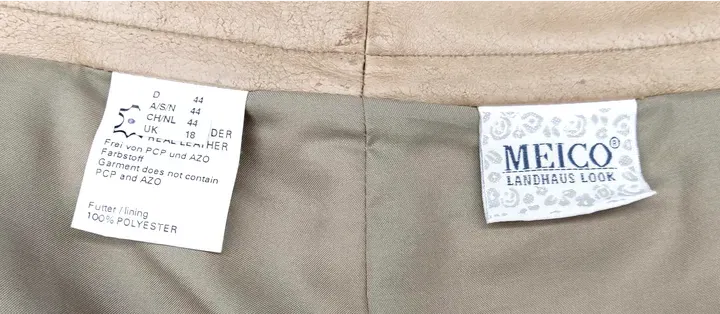 D 44
A/S/N 44
CH/NL 44
UK 18
DER
REAL LEATHER
Frei von PCP und AZO
Farbstoff
Garment does not contain
PCP and AZO
Futter / lining
100% POLYESTER
MEICO®
LANDHAUS LOOK